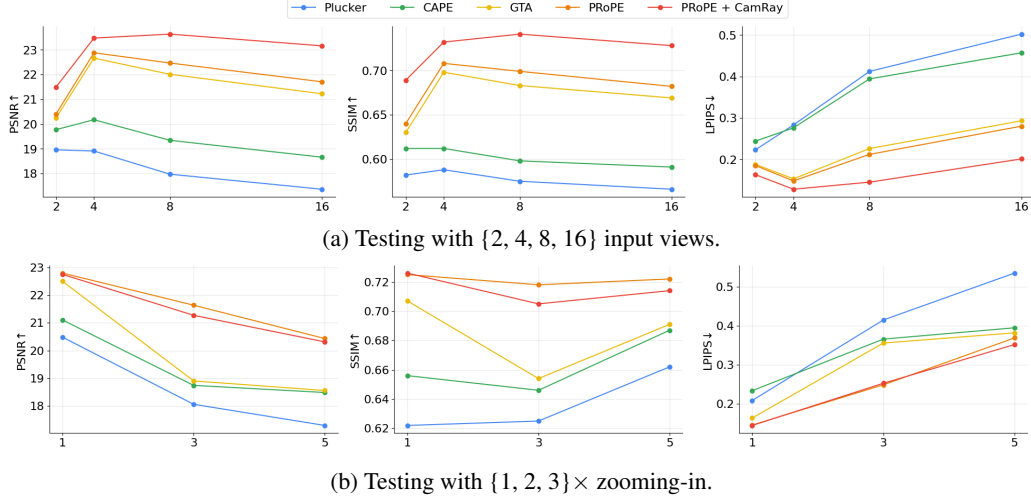 Plucker CAPE GTA PRoPE PRoPE + CamRay
PSNR↑
23
22
21
20
19
18
2 4 8 16
SSIM↑
0.70
0.65
0.60
2 4 8 16
LPIPS↓
0.5
0.4
0.3
0.2
2 4 8 16
(a) Testing with {2, 4, 8, 16} input views.
PSNR↑
23
22
21
20
19
18
1 3 5
SSIM↑
0.72
0.70
0.68
0.66
0.64
0.62
1 3 5
LPIPS↓
0.5
0.4
0.3
0.2
1 3 5
(b) Testing with {1, 2, 3}× zooming-in.